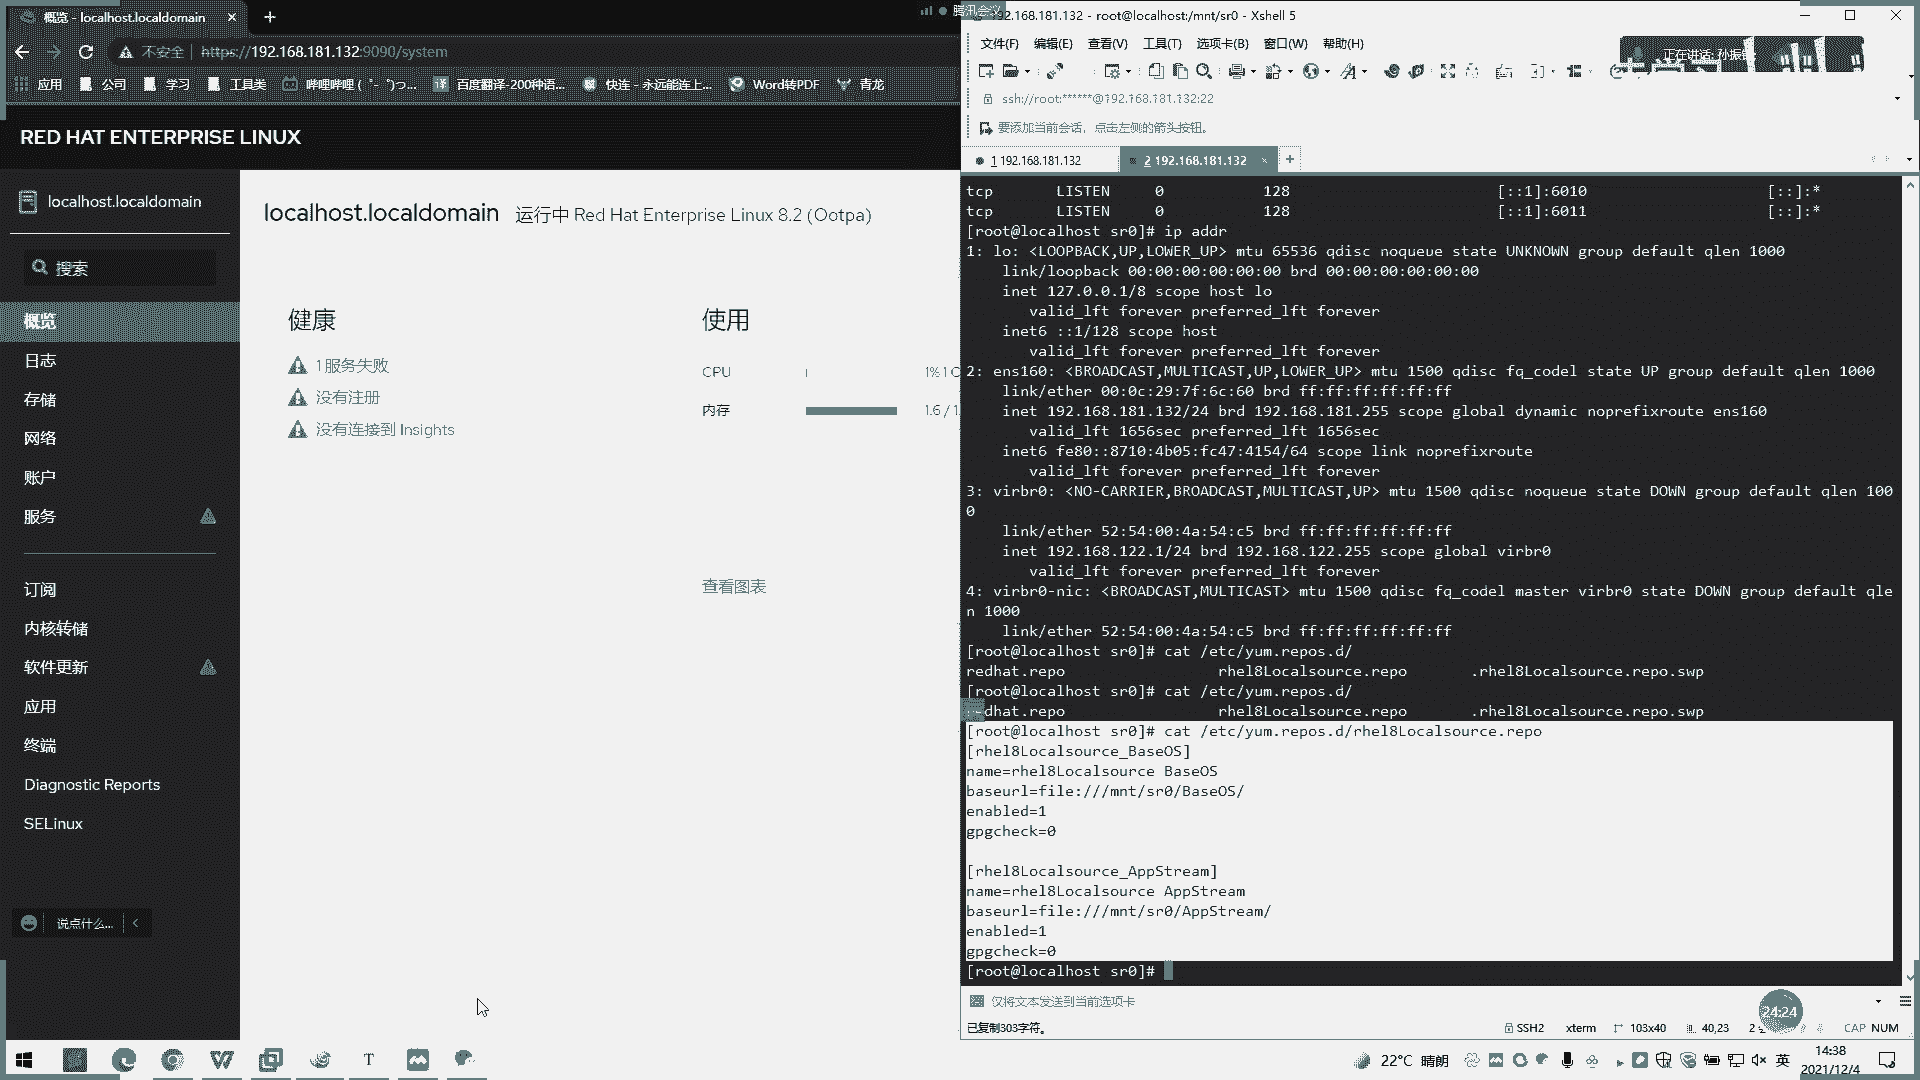 概览 - localhost.localdomain
腾讯会议
不安全 https://192.168.181.132:9090/system
应用 公司 学习 工具类 哔哩哔哩 ( ゜- ゜)つ... 百度翻译-200种语... 快连 - 永远能连上... Word转PDF 青龙
RED HAT ENTERPRISE LINUX
localhost.localdomain
搜索
概览
日志
存储
网络
账户
服务
订阅
内核转储
软件更新
应用
终端
Diagnostic Reports
SELinux
说点什么...
localhost.localdomain 运行中 Red Hat Enterprise Linux 8.2 (Ootpa)
健康
1 服务失败
没有注册
没有连接到 Insights
使用
CPU 1% 1 C
内存 1.6 / 1.
查看图表
192.168.181.132 - root@localhost:/mnt/sr0 - Xshell 5
文件(F) 编辑(E) 查看(V) 工具(T) 选项卡(B) 窗口(W) 帮助(H)
ssh://root:******@192.168.181.132:22
要添加当前会话，点击左侧的箭头按钮。
1 192.168.181.132
2 192.168.181.132
tcp LISTEN 0 128 [::1]:6010 [::]:*
tcp LISTEN 0 128 [::1]:6011 [::]:*
[root@localhost sr0]# ip addr
1: lo: <LOOPBACK,UP,LOWER_UP> mtu 65536 qdisc noqueue state UNKNOWN group default qlen 1000
link/loopback 00:00:00:00:00:00 brd 00:00:00:00:00:00
inet 127.0.0.1/8 scope host lo
valid_lft forever preferred_lft forever
inet6 ::1/128 scope host
valid_lft forever preferred_lft forever
2: ens160: <BROADCAST,MULTICAST,UP,LOWER_UP> mtu 1500 qdisc fq_codel state UP group default qlen 1000
link/ether 00:0c:29:7f:6c:60 brd ff:ff:ff:ff:ff:ff
inet 192.168.181.132/24 brd 192.168.181.255 scope global dynamic noprefixroute ens160
valid_lft 1656sec preferred_lft 1656sec
inet6 fe80::8710:4b05:fc47:4154/64 scope link noprefixroute
valid_lft forever preferred_lft forever
3: virbr0: <NO-CARRIER,BROADCAST,MULTICAST,UP> mtu 1500 qdisc noqueue state DOWN group default qlen 100
0
link/ether 52:54:00:4a:54:c5 brd ff:ff:ff:ff:ff:ff
inet 192.168.122.1/24 brd 192.168.122.255 scope global virbr0
valid_lft forever preferred_lft forever
4: virbr0-nic: <BROADCAST,MULTICAST> mtu 1500 qdisc fq_codel master virbr0 state DOWN group default qle
n 1000
link/ether 52:54:00:4a:54:c5 brd ff:ff:ff:ff:ff:ff
[root@localhost sr0]# cat /etc/yum.repos.d/
redhat.repo rhel8Localsource.repo .rhel8Localsource.repo.swp
[root@localhost sr0]# cat /etc/yum.repos.d/
redhat.repo rhel8Localsource.repo .rhel8Localsource.repo.swp
[root@localhost sr0]# cat /etc/yum.repos.d/rhel8Localsource.repo
[rhel8Localsource_BaseOS]
name=rhel8Localsource BaseOS
baseurl=file:///mnt/sr0/BaseOS/
enabled=1
gpgcheck=0
[rhel8Localsource_AppStream]
name=rhel8Localsource AppStream
baseurl=file:///mnt/sr0/AppStream/
enabled=1
gpgcheck=0
[root@localhost sr0]#
仅将文本发送到当前选项卡
已复制303字符。 SSH2 xterm 103x40 40,23 2 CAP NUM
24:24
22°C 晴朗 英 14:38
2021/12/4